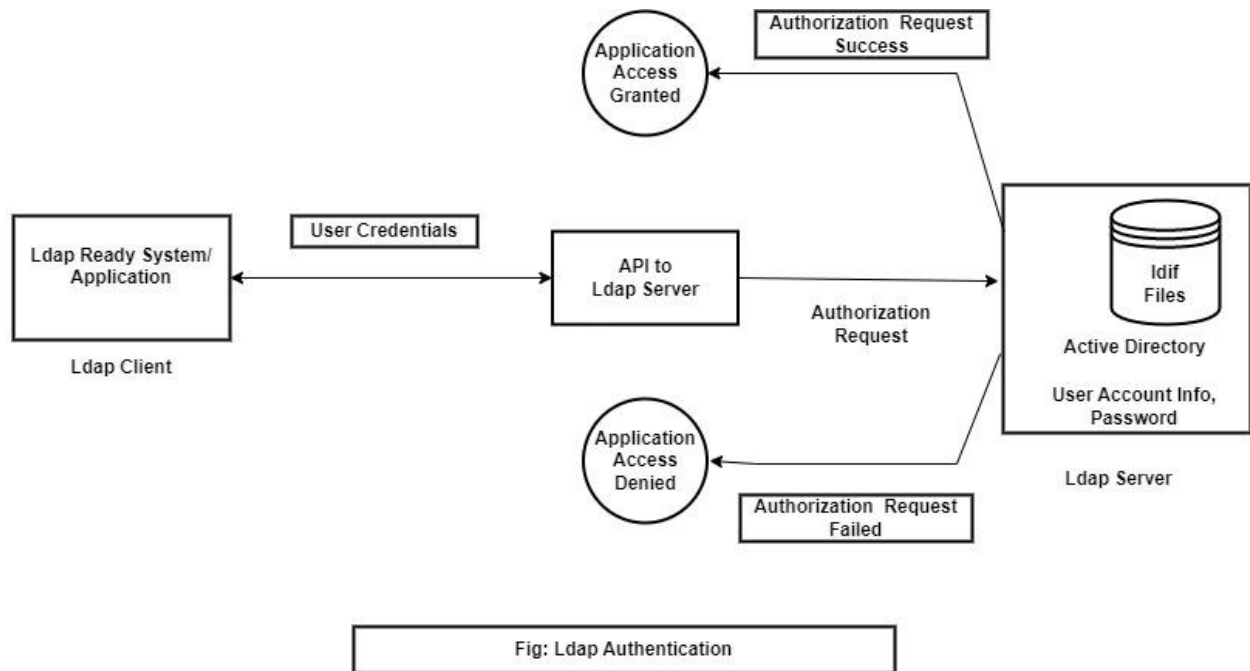 Application
Access
Granted
Authorization Request
Success
Ldap Ready System/
Application
Ldap Client
User Credentials
API to
Ldap Server
Authorization
Request
ldif
Files
Active Directory
User Account Info,
Password
Ldap Server
Application
Access
Denied
Authorization Request
Failed
Fig: Ldap Authentication